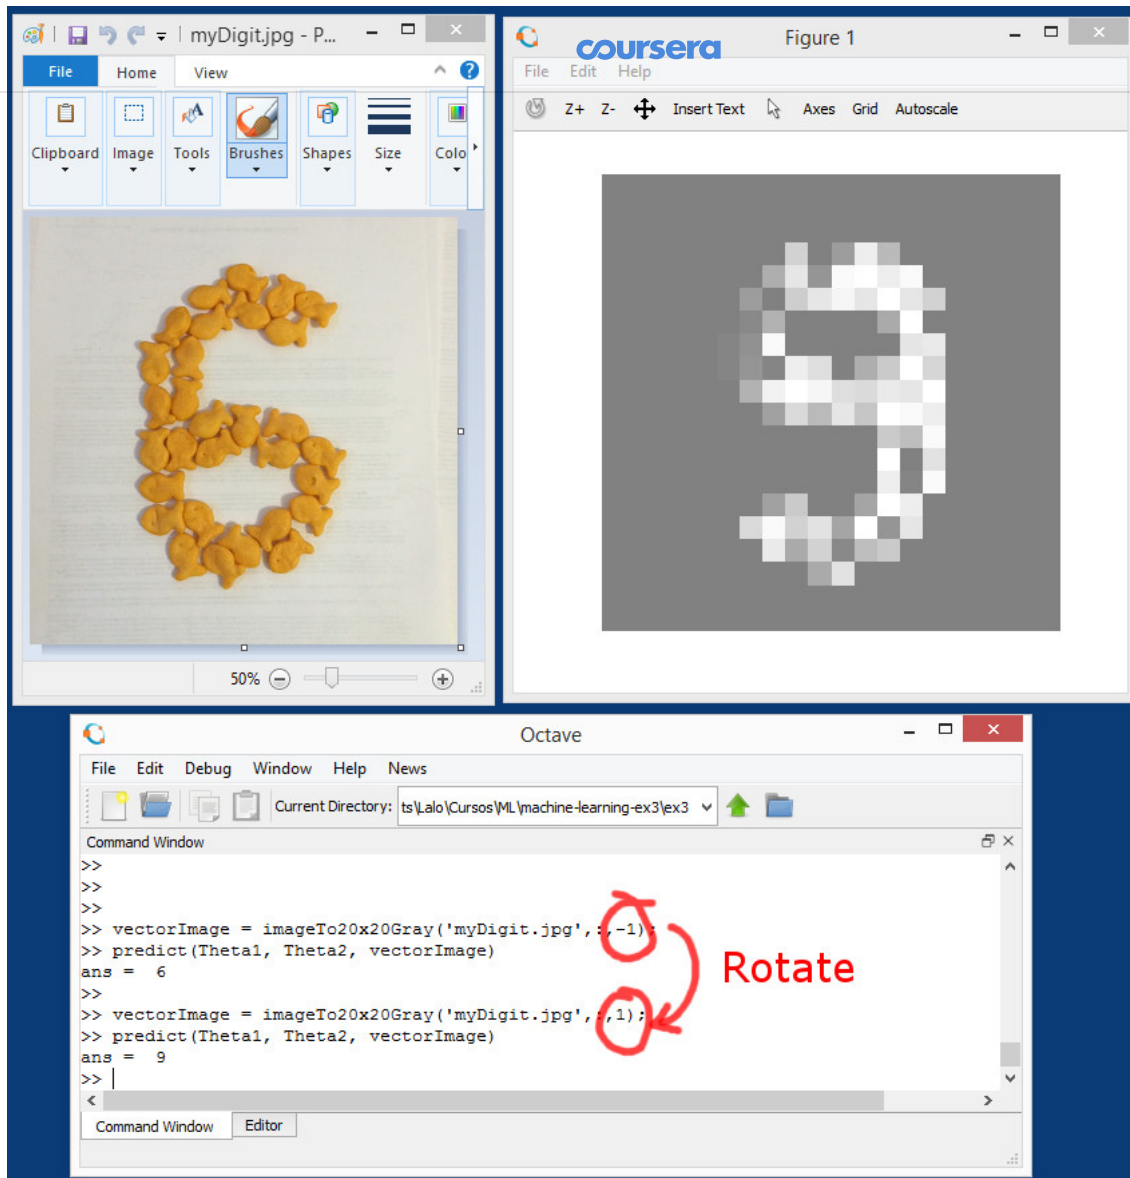 myDigit.jpg - P...
File Home View
Clipboard Image Tools Brushes Shapes Size Colo
50%
coursera
Figure 1
File Edit Help
Z+ Z- Insert Text Axes Grid Autoscale
Octave
File Edit Debug Window Help News
Current Directory: ts\Lalo\Cursos\ML\machine-learning-ex3\ex3
Command Window
>>
>>
>>
>> vectorImage = imageTo20x20Gray('myDigit.jpg',:,-1);
>> predict(Theta1, Theta2, vectorImage)
ans =  6
>>
>> vectorImage = imageTo20x20Gray('myDigit.jpg',:,1);
>> predict(Theta1, Theta2, vectorImage)
ans =  9
>>
Rotate
Command Window Editor